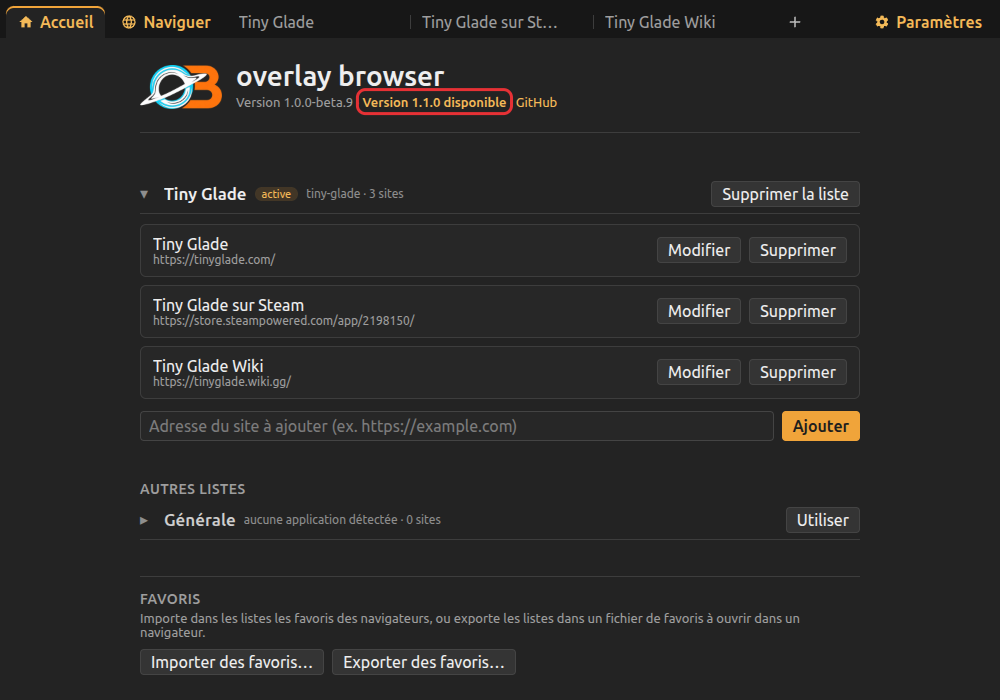 Accueil Naviguer Tiny Glade Tiny Glade sur St… Tiny Glade Wiki + Paramètres
overlay browser
Version 1.0.0-beta.9 Version 1.1.0 disponible GitHub
Tiny Glade active tiny-glade · 3 sites Supprimer la liste
Tiny Glade
https://tinyglade.com/
Modifier Supprimer
Tiny Glade sur Steam
https://store.steampowered.com/app/2198150/
Modifier Supprimer
Tiny Glade Wiki
https://tinyglade.wiki.gg/
Modifier Supprimer
Adresse du site à ajouter (ex. https://example.com) Ajouter
AUTRES LISTES
Générale aucune application détectée · 0 sites Utiliser
FAVORIS
Importe dans les listes les favoris des navigateurs, ou exporte les listes dans un fichier de favoris à ouvrir dans un
navigateur.
Importer des favoris… Exporter des favoris…